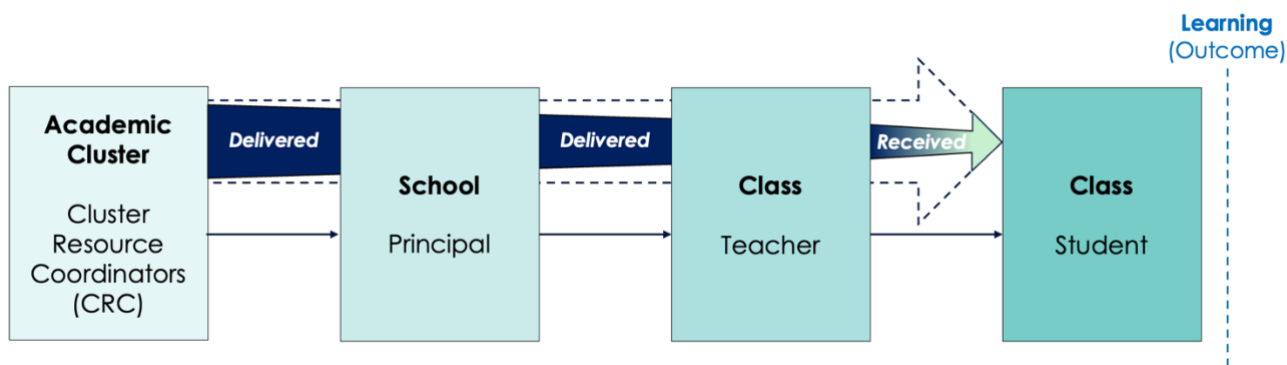 Learning
(Outcome)
Academic
Cluster
Cluster
Resource
Coordinators
(CRC)
Delivered
School
Principal
Delivered
Class
Teacher
Received
Class
Student